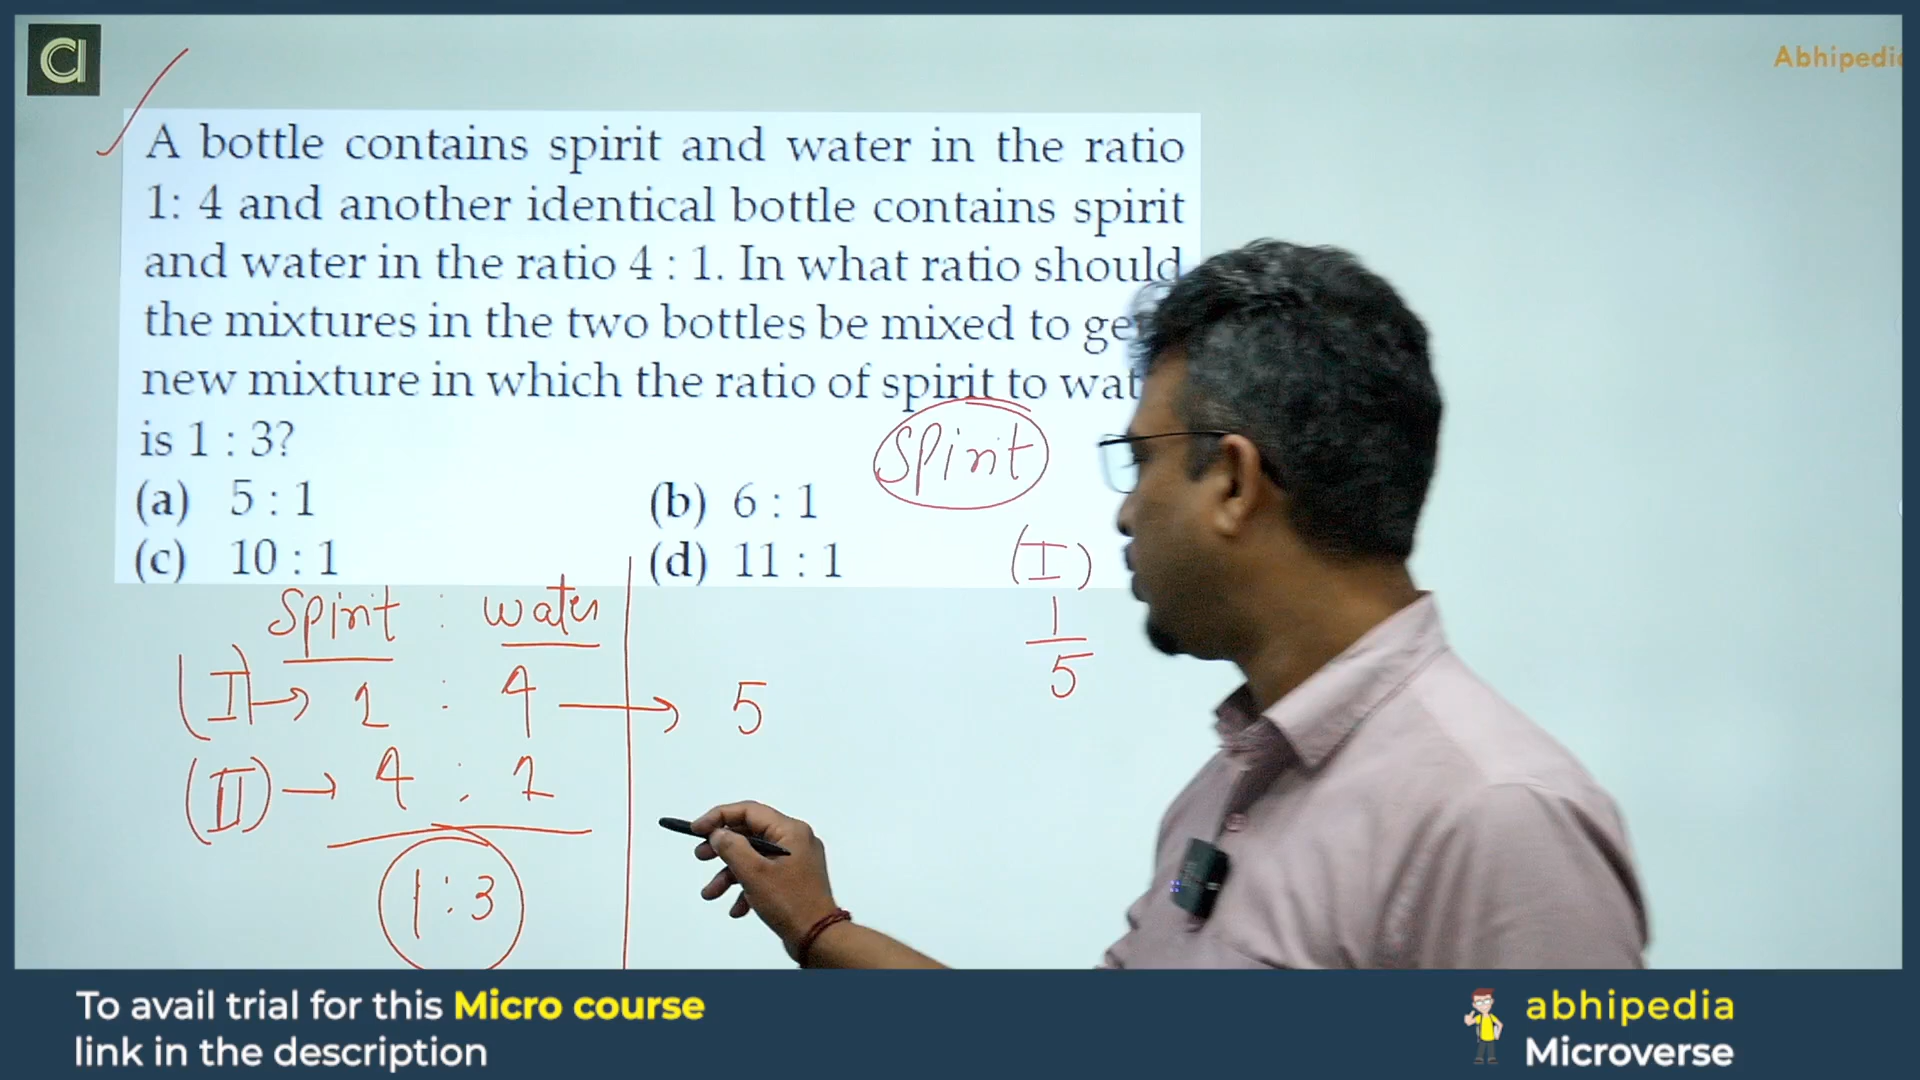 Abhipedi
A bottle contains spirit and water in the ratio
1: 4 and another identical bottle contains spirit
and water in the ratio 4 : 1. In what ratio should
the mixtures in the two bottles be mixed to ge
new mixture in which the ratio of spirit to wat
is 1 : 3?
(a) 5 : 1 (b) 6 : 1
(c) 10 : 1 (d) 11 : 1
Spirit
(I)
1
5
Spirit : water
(I) → 1 : 4 → 5
(II) → 4 : 1
1 : 3
To avail trial for this Micro course
link in the description
abhipedia
Microverse